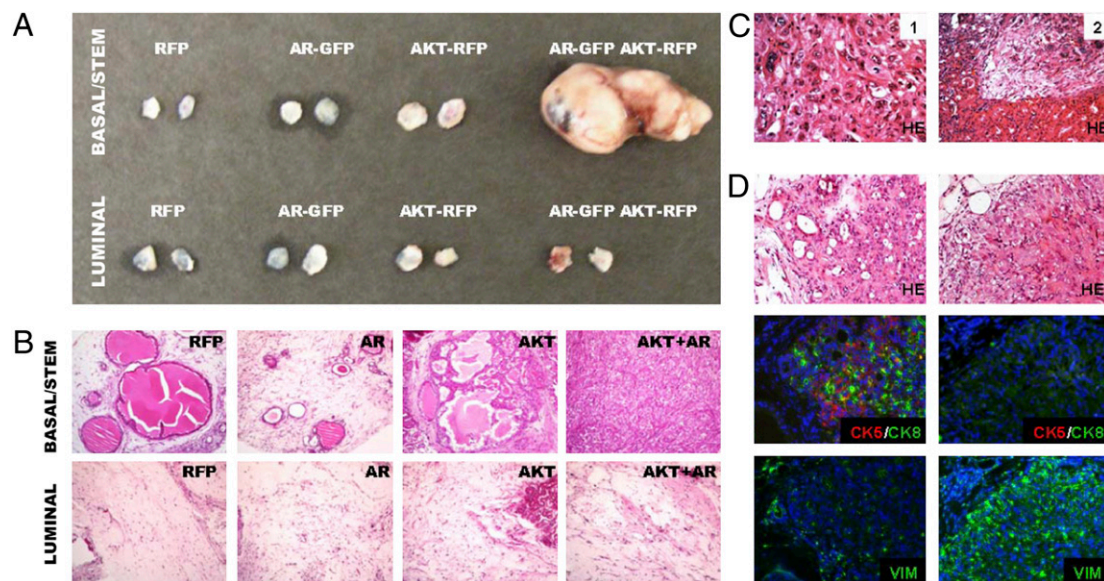 A
BASAL/STEM
RFP
AR-GFP
AKT-RFP
AR-GFP AKT-RFP
LUMINAL
RFP
AR-GFP
AKT-RFP
AR-GFP AKT-RFP
B
BASAL/STEM
RFP
AR
AKT
AKT+AR
LUMINAL
RFP
AR
AKT
AKT+AR
C
1
HE
2
HE
D
HE
HE
CK5/CK8
CK5/CK8
VIM
VIM